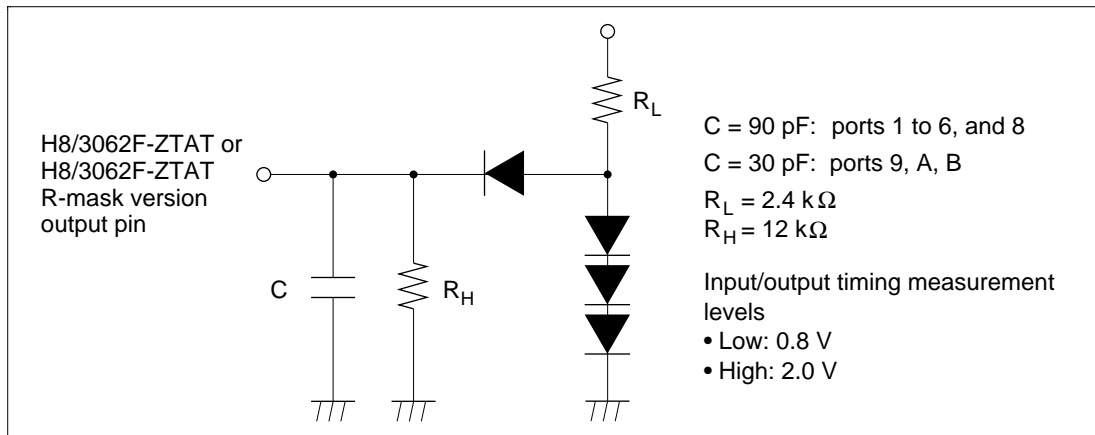 H8/3062F-ZTAT or
H8/3062F-ZTAT
R-mask version
output pin
C
R_H
R_L
C = 90 pF: ports 1 to 6, and 8
C = 30 pF: ports 9, A, B
R_L = 2.4 kΩ
R_H = 12 kΩ
Input/output timing measurement
levels
• Low: 0.8 V
• High: 2.0 V